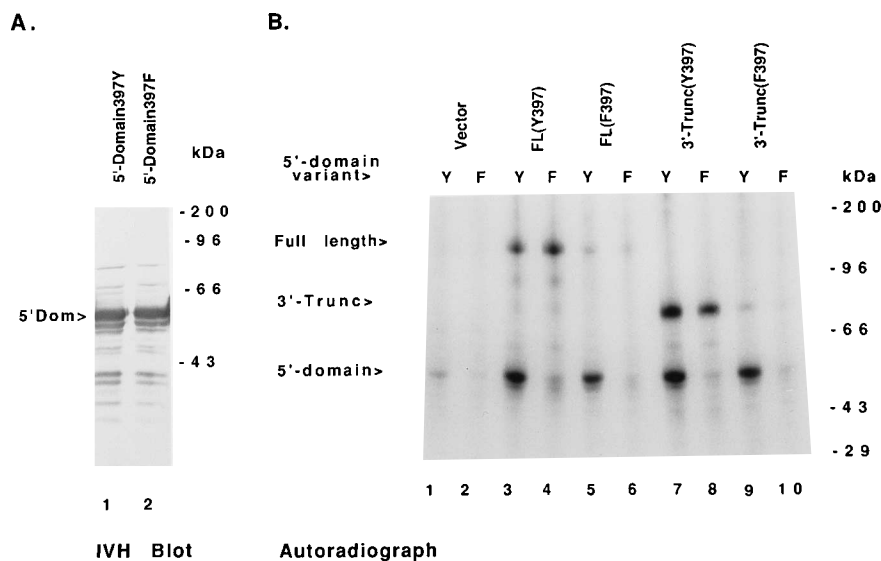 A.
5'-Domain397Y
5'-Domain397F
kDa
-200
-96
-66
5'Dom>
-43
1 2
IVH Blot
B.
Vector
FL(Y397)
FL(F397)
3'-Trunc(Y397)
3'-Trunc(F397)
5'-domain
variant> Y F Y F Y F Y F Y F
kDa
-200
Full length>
-96
3'-Trunc>
-66
5'-domain>
-43
-29
1 2 3 4 5 6 7 8 9 10
Autoradiograph